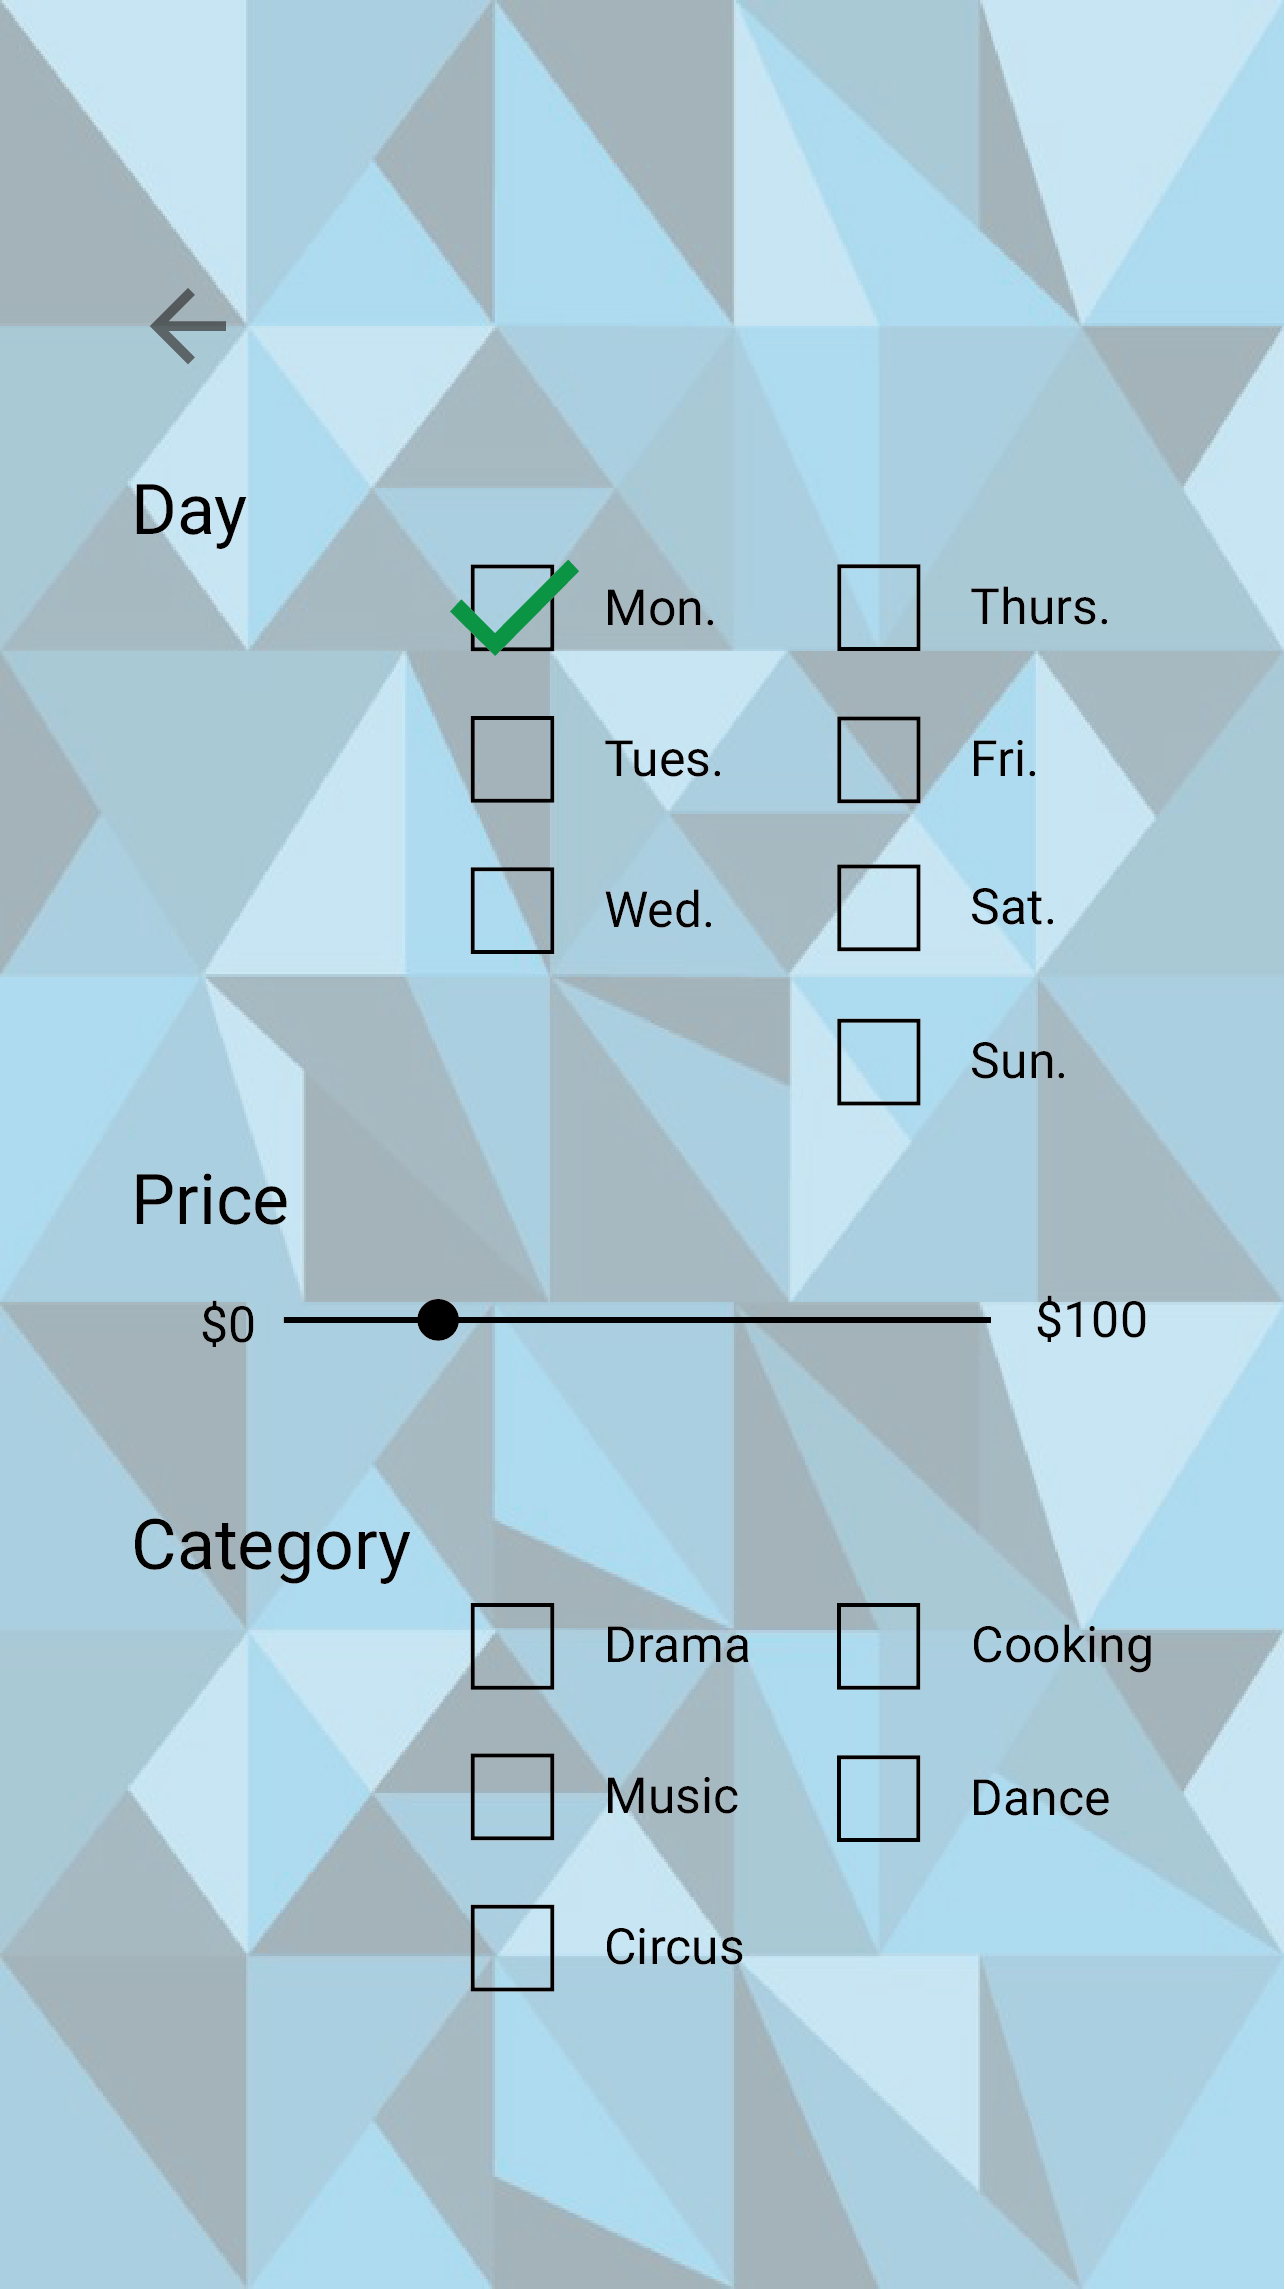 Day
Mon. Thurs.
Tues. Fri.
Wed. Sat.
Sun.
Price
$0 $100
Category
Drama Cooking
Music Dance
Circus